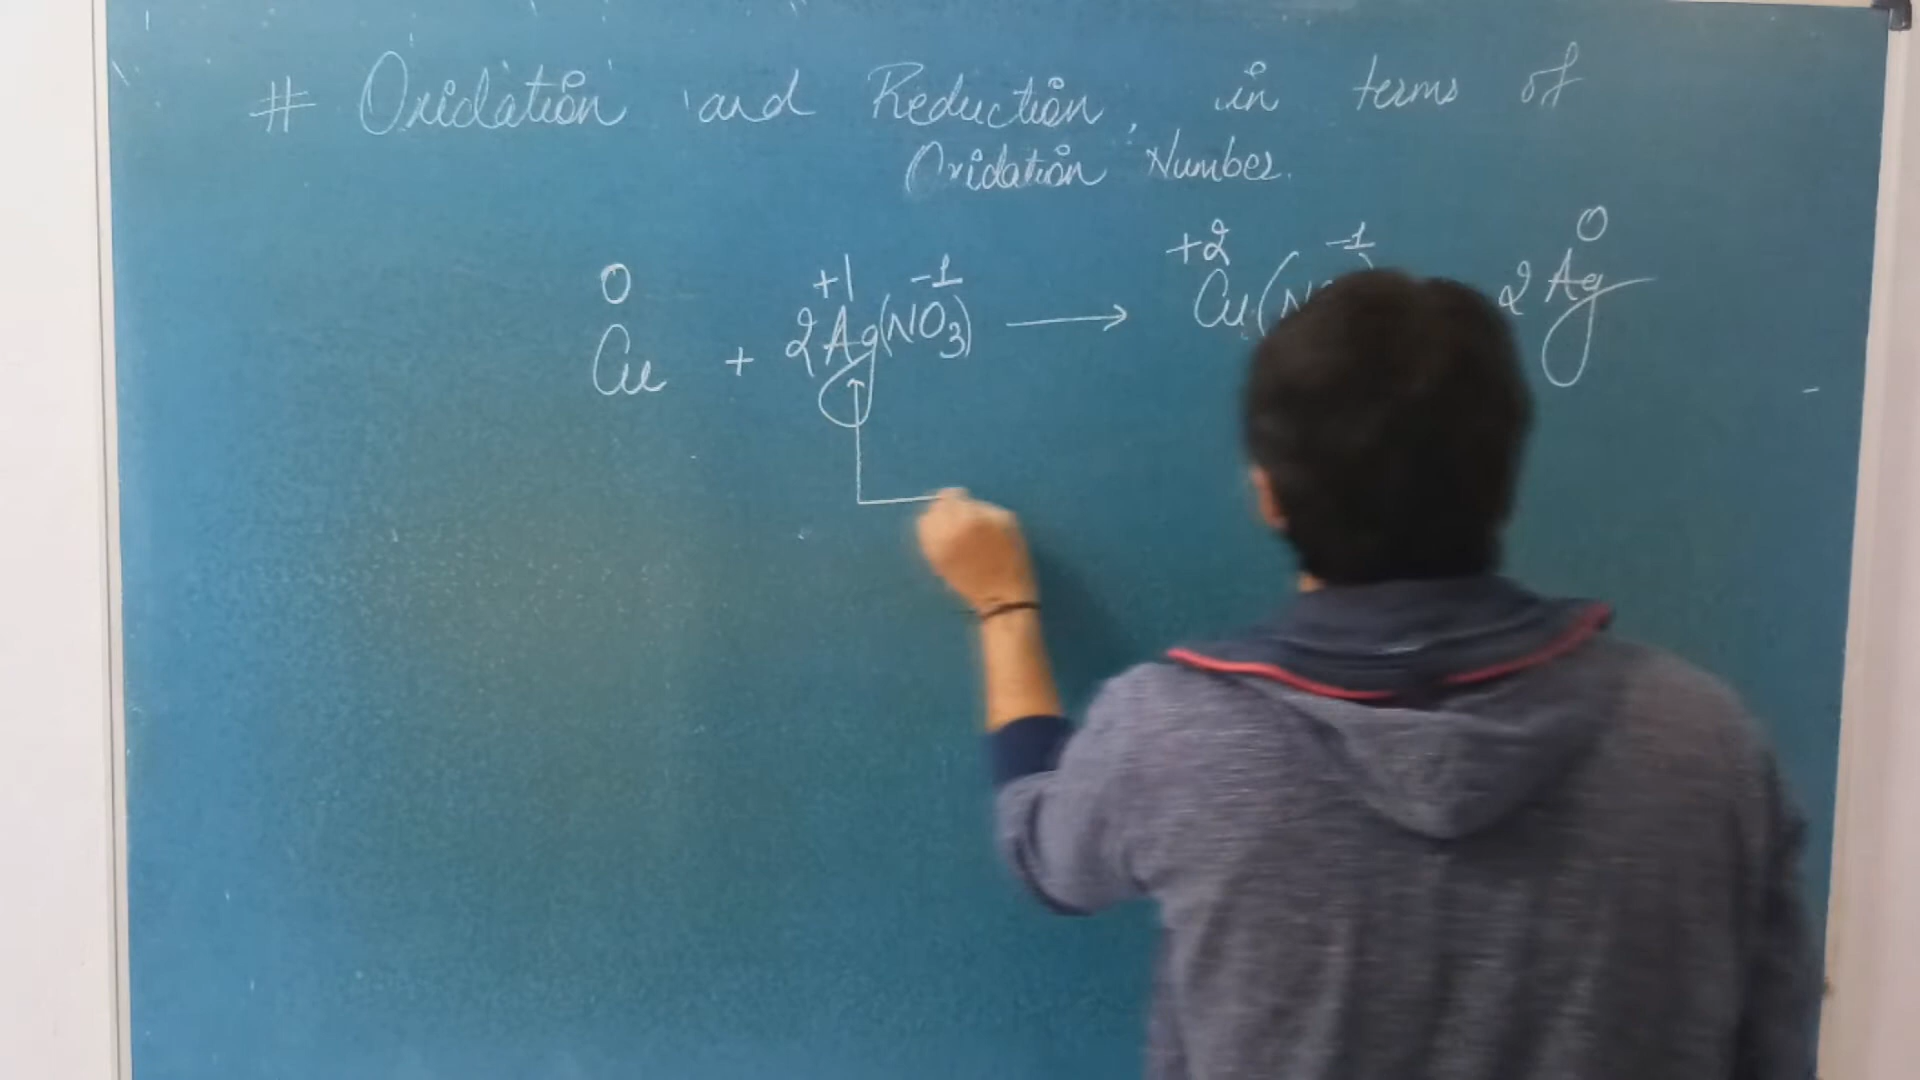 # Oxidation and Reduction in terms of
Oxidation Number.
0 +1 -1 +2 -1 0
Cu + 2Ag(NO3) → Cu(N 2Ag